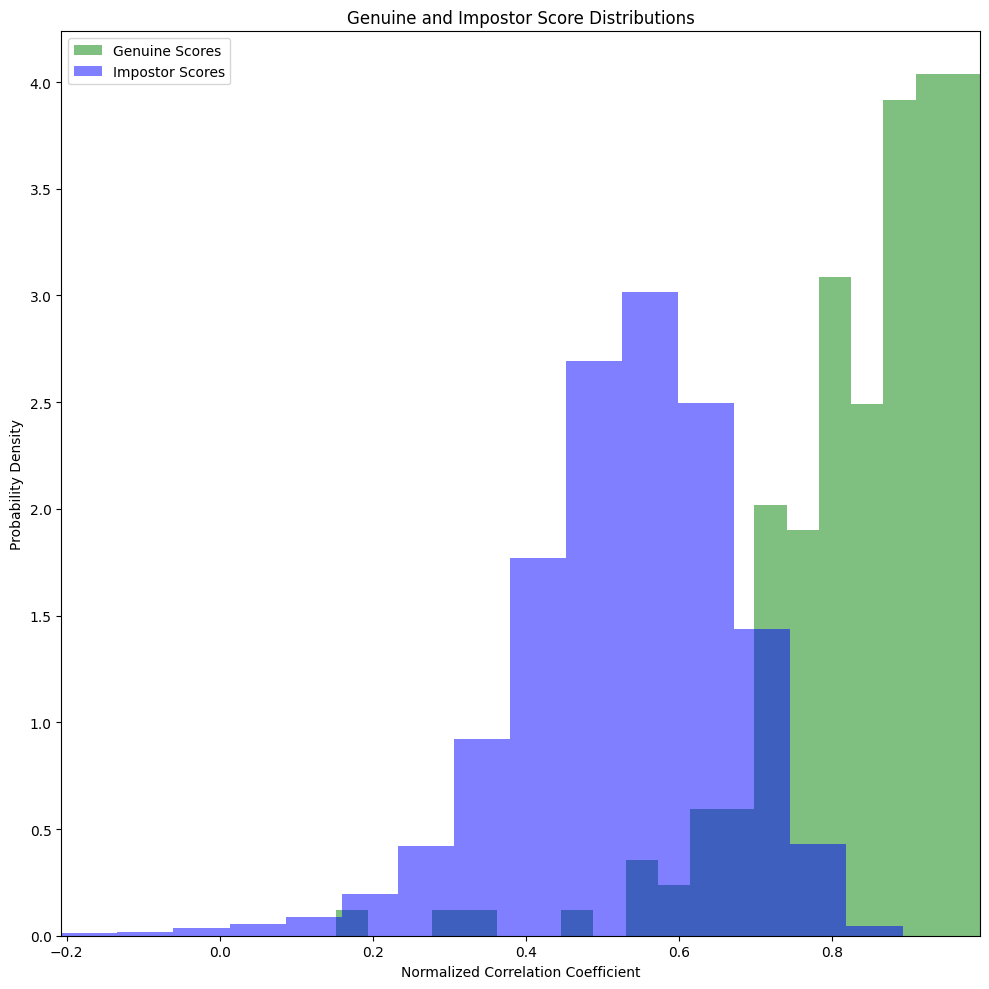 Genuine and Impostor Score Distributions
Genuine Scores
Impostor Scores
4.0
3.5
3.0
2.5
2.0
1.5
1.0
0.5
0.0
Probability Density
−0.2 0.0 0.2 0.4 0.6 0.8
Normalized Correlation Coefficient